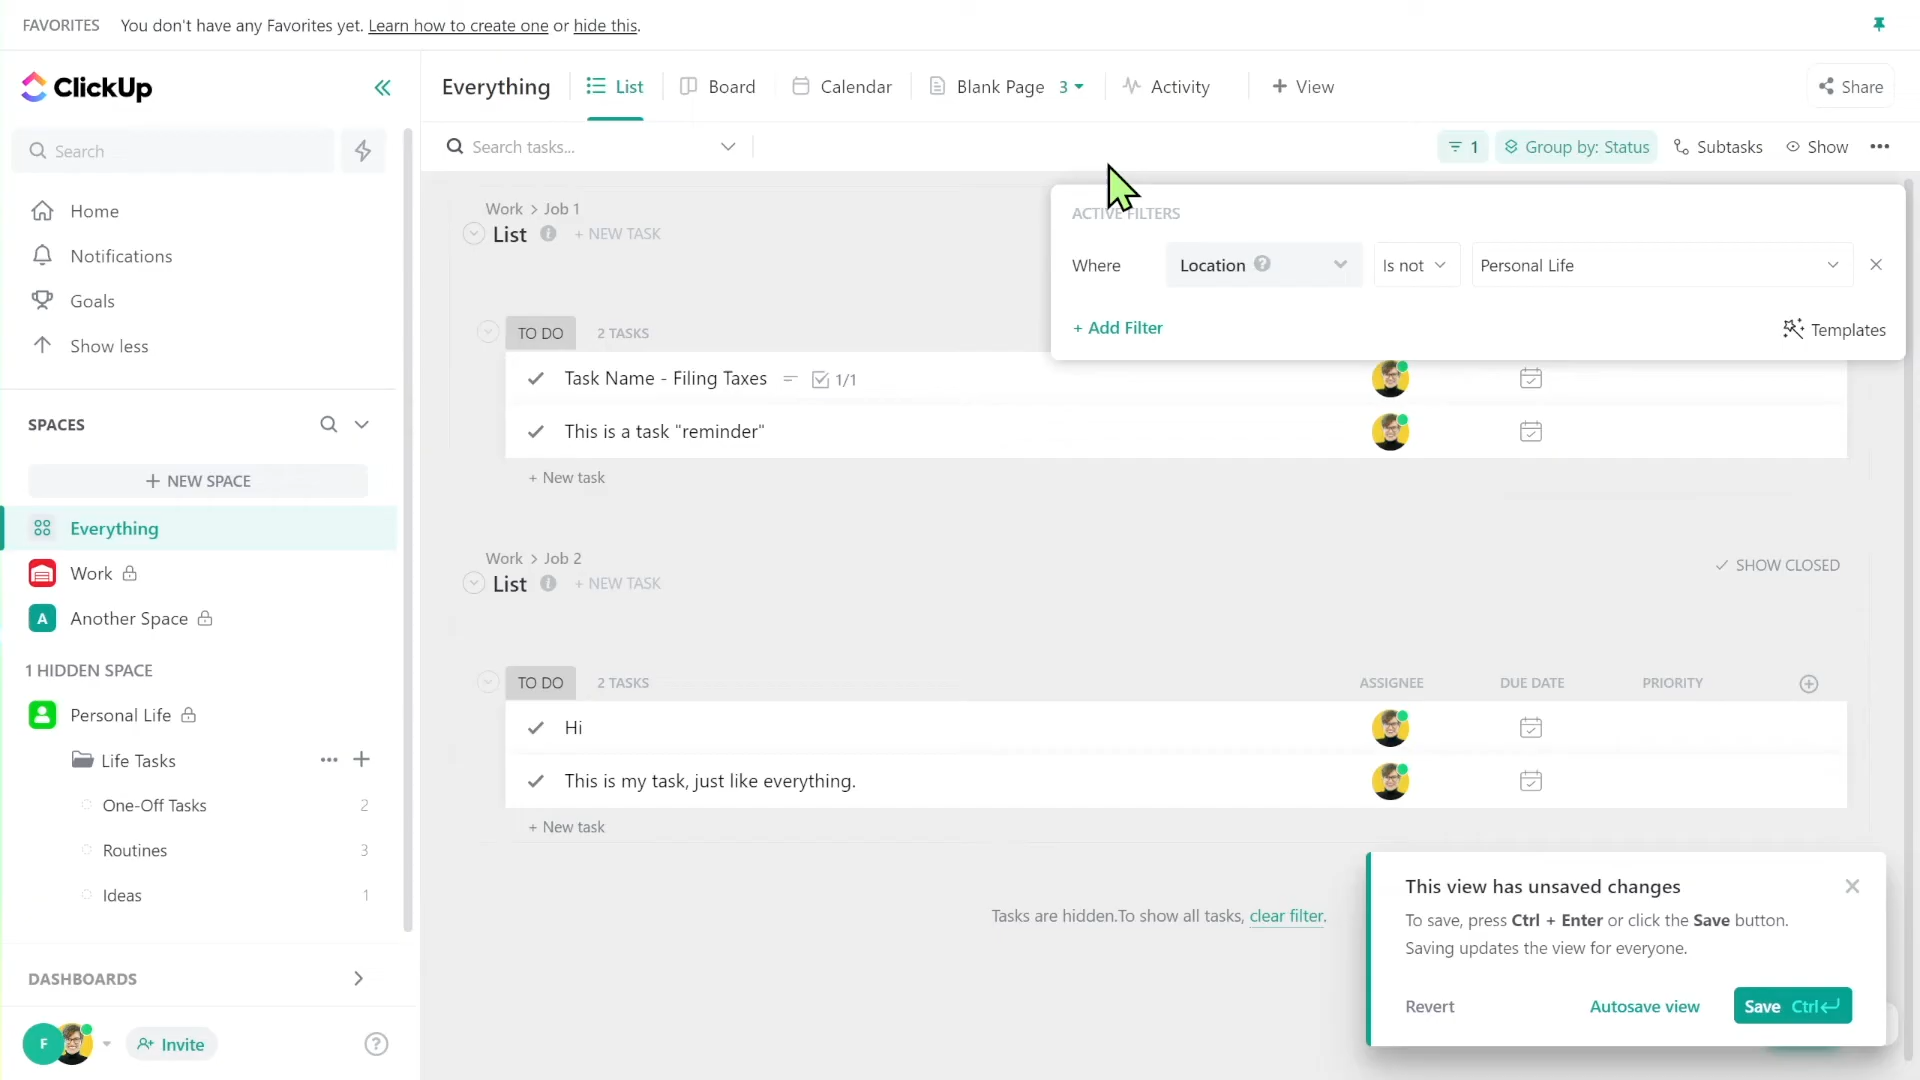 FAVORITES You don't have any Favorites yet. Learn how to create one or hide this.
ClickUp
Search
Home
Notifications
Goals
Show less
SPACES
+ NEW SPACE
Everything
Work
A Another Space
1 HIDDEN SPACE
Personal Life
Life Tasks
One-Off Tasks 2
Routines 3
Ideas 1
DASHBOARDS
F Invite ?
Everything List Board Calendar Blank Page 3 Activity + View Share
Search tasks... 1 Group by: Status Subtasks Show
ACTIVE FILTERS
Where Location ? Is not Personal Life
+ Add Filter Templates
Work > Job 1
List + NEW TASK
TO DO 2 TASKS
Task Name - Filing Taxes 1/1
This is a task "reminder"
+ New task
Work > Job 2 SHOW CLOSED
List + NEW TASK
TO DO 2 TASKS ASSIGNEE DUE DATE PRIORITY
Hi
This is my task, just like everything.
+ New task
Tasks are hidden.To show all tasks, clear filter.
This view has unsaved changes
To save, press Ctrl + Enter or click the Save button.
Saving updates the view for everyone.
Revert Autosave view Save Ctrl